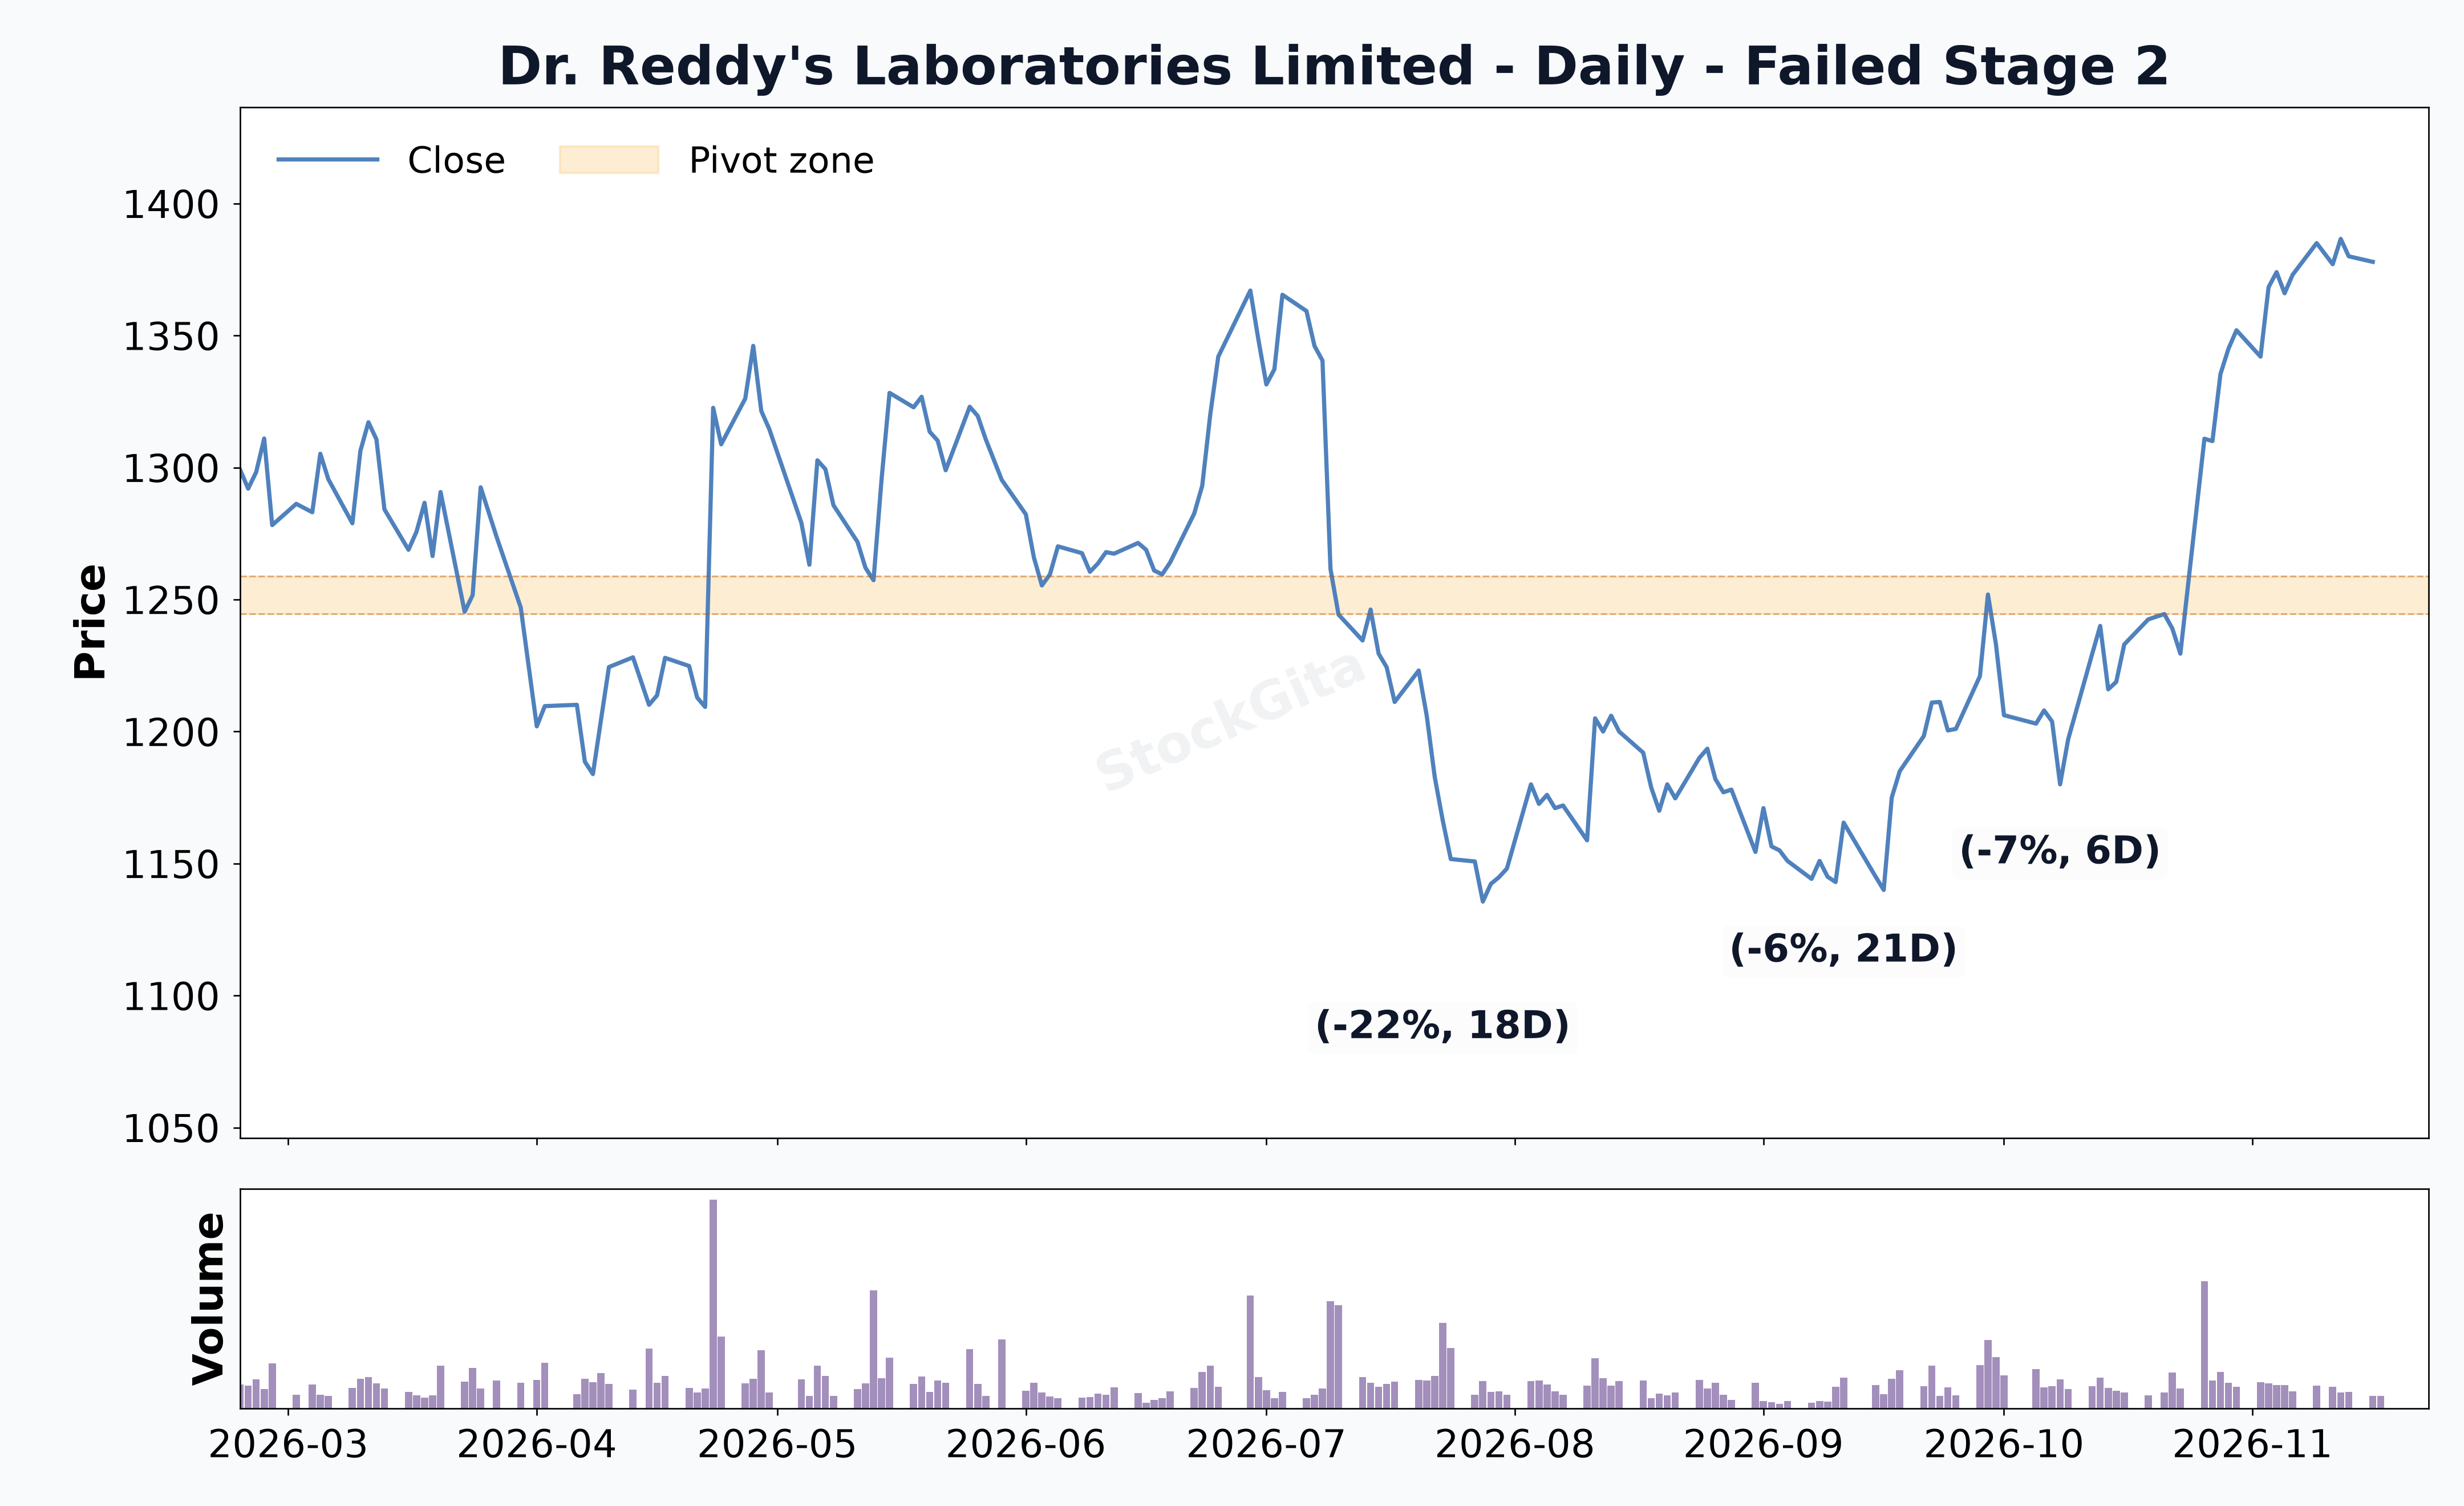 Dr. Reddy's Laboratories Limited - Daily - Failed Stage 2
Close
Pivot zone
1400
1350
1300
1250
1200
1150
1100
1050
Price
StockGita
(-7%, 6D)
(-6%, 21D)
(-22%, 18D)
Volume
2026-03
2026-04
2026-05
2026-06
2026-07
2026-08
2026-09
2026-10
2026-11